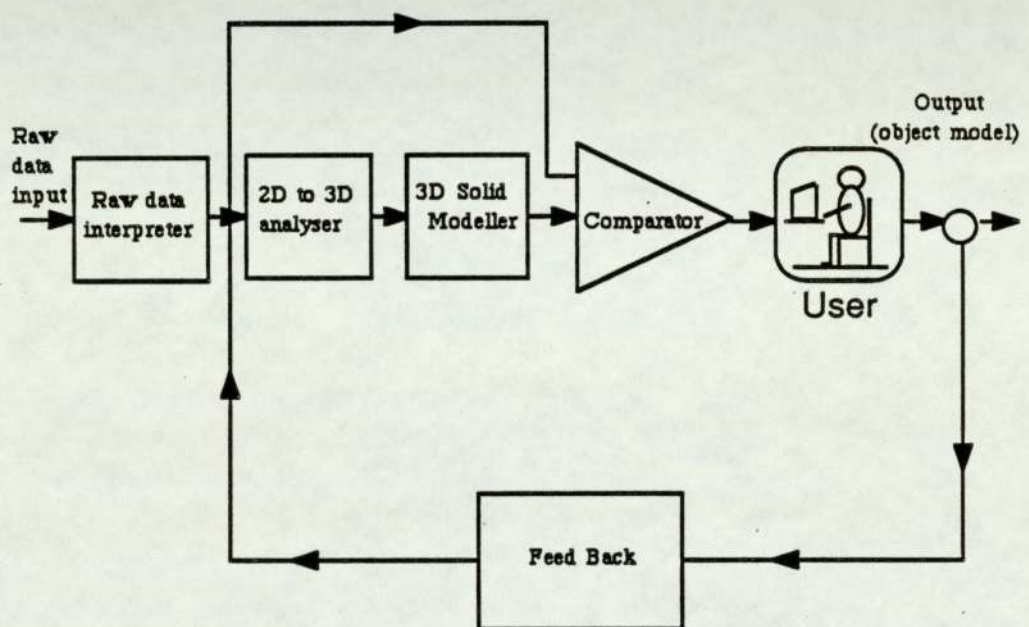 Output
(object model)
Raw
data
input
Raw data
interpreter
2D to 3D
analyser
3D Solid
Modeller
Comparator
User
Feed Back